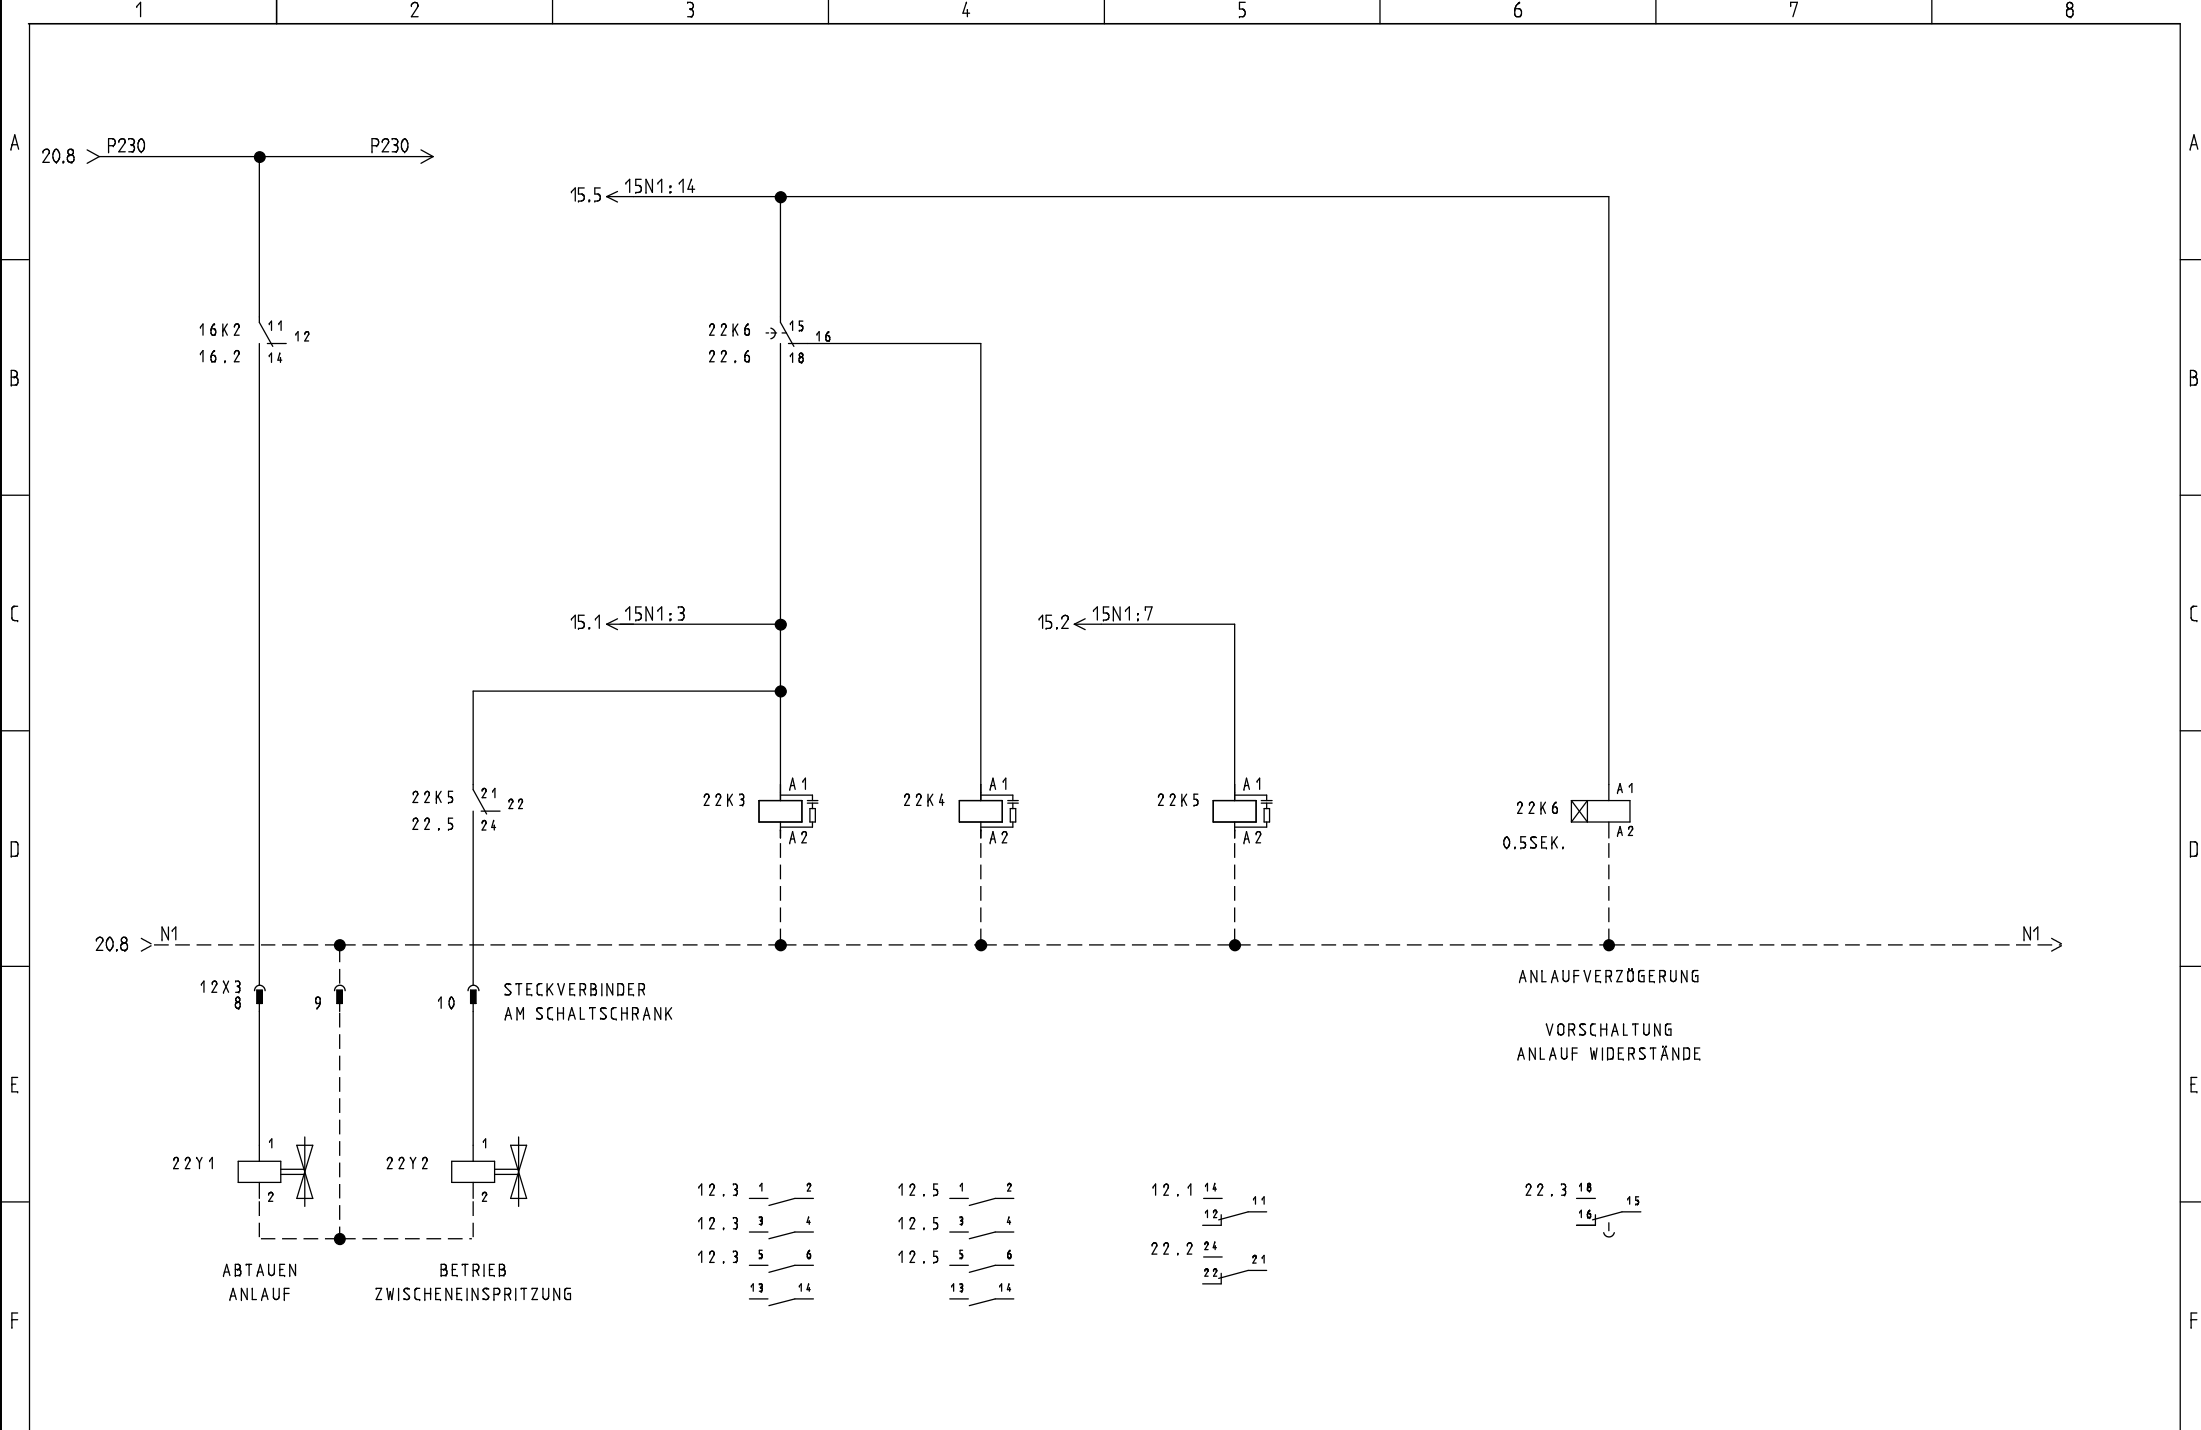 1 2 3 4 5 6 7 8
A A
20.8 P230 P230
15.5 15N1:14
16K2 11 12
16.2 14
22K6 15 16
22.6 18
B B
C C
15.1 15N1:3
15.2 15N1:7
22K5 21 22
22.5 24
22K3 A1
A2
22K4 A1
A2
22K5 A1
A2
22K6 A1
A2
0.5SEK.
D D
20.8 N1 N1
12X3
8 9 10
STECKVERBINDER
AM SCHALTSCHRANK
ANLAUFVERZÖGERUNG
VORSCHALTUNG
ANLAUF WIDERSTÄNDE
E E
22Y1 1
2
22Y2 1
2
12.3 1 2
12.3 3 4
12.3 5 6
13 14
12.5 1 2
12.5 3 4
12.5 5 6
13 14
12.1 14
12 11
22.2 24
22 21
22.3 18
16 15
ABTAUEN
ANLAUF
BETRIEB
ZWISCHENEINSPRITZUNG
F F